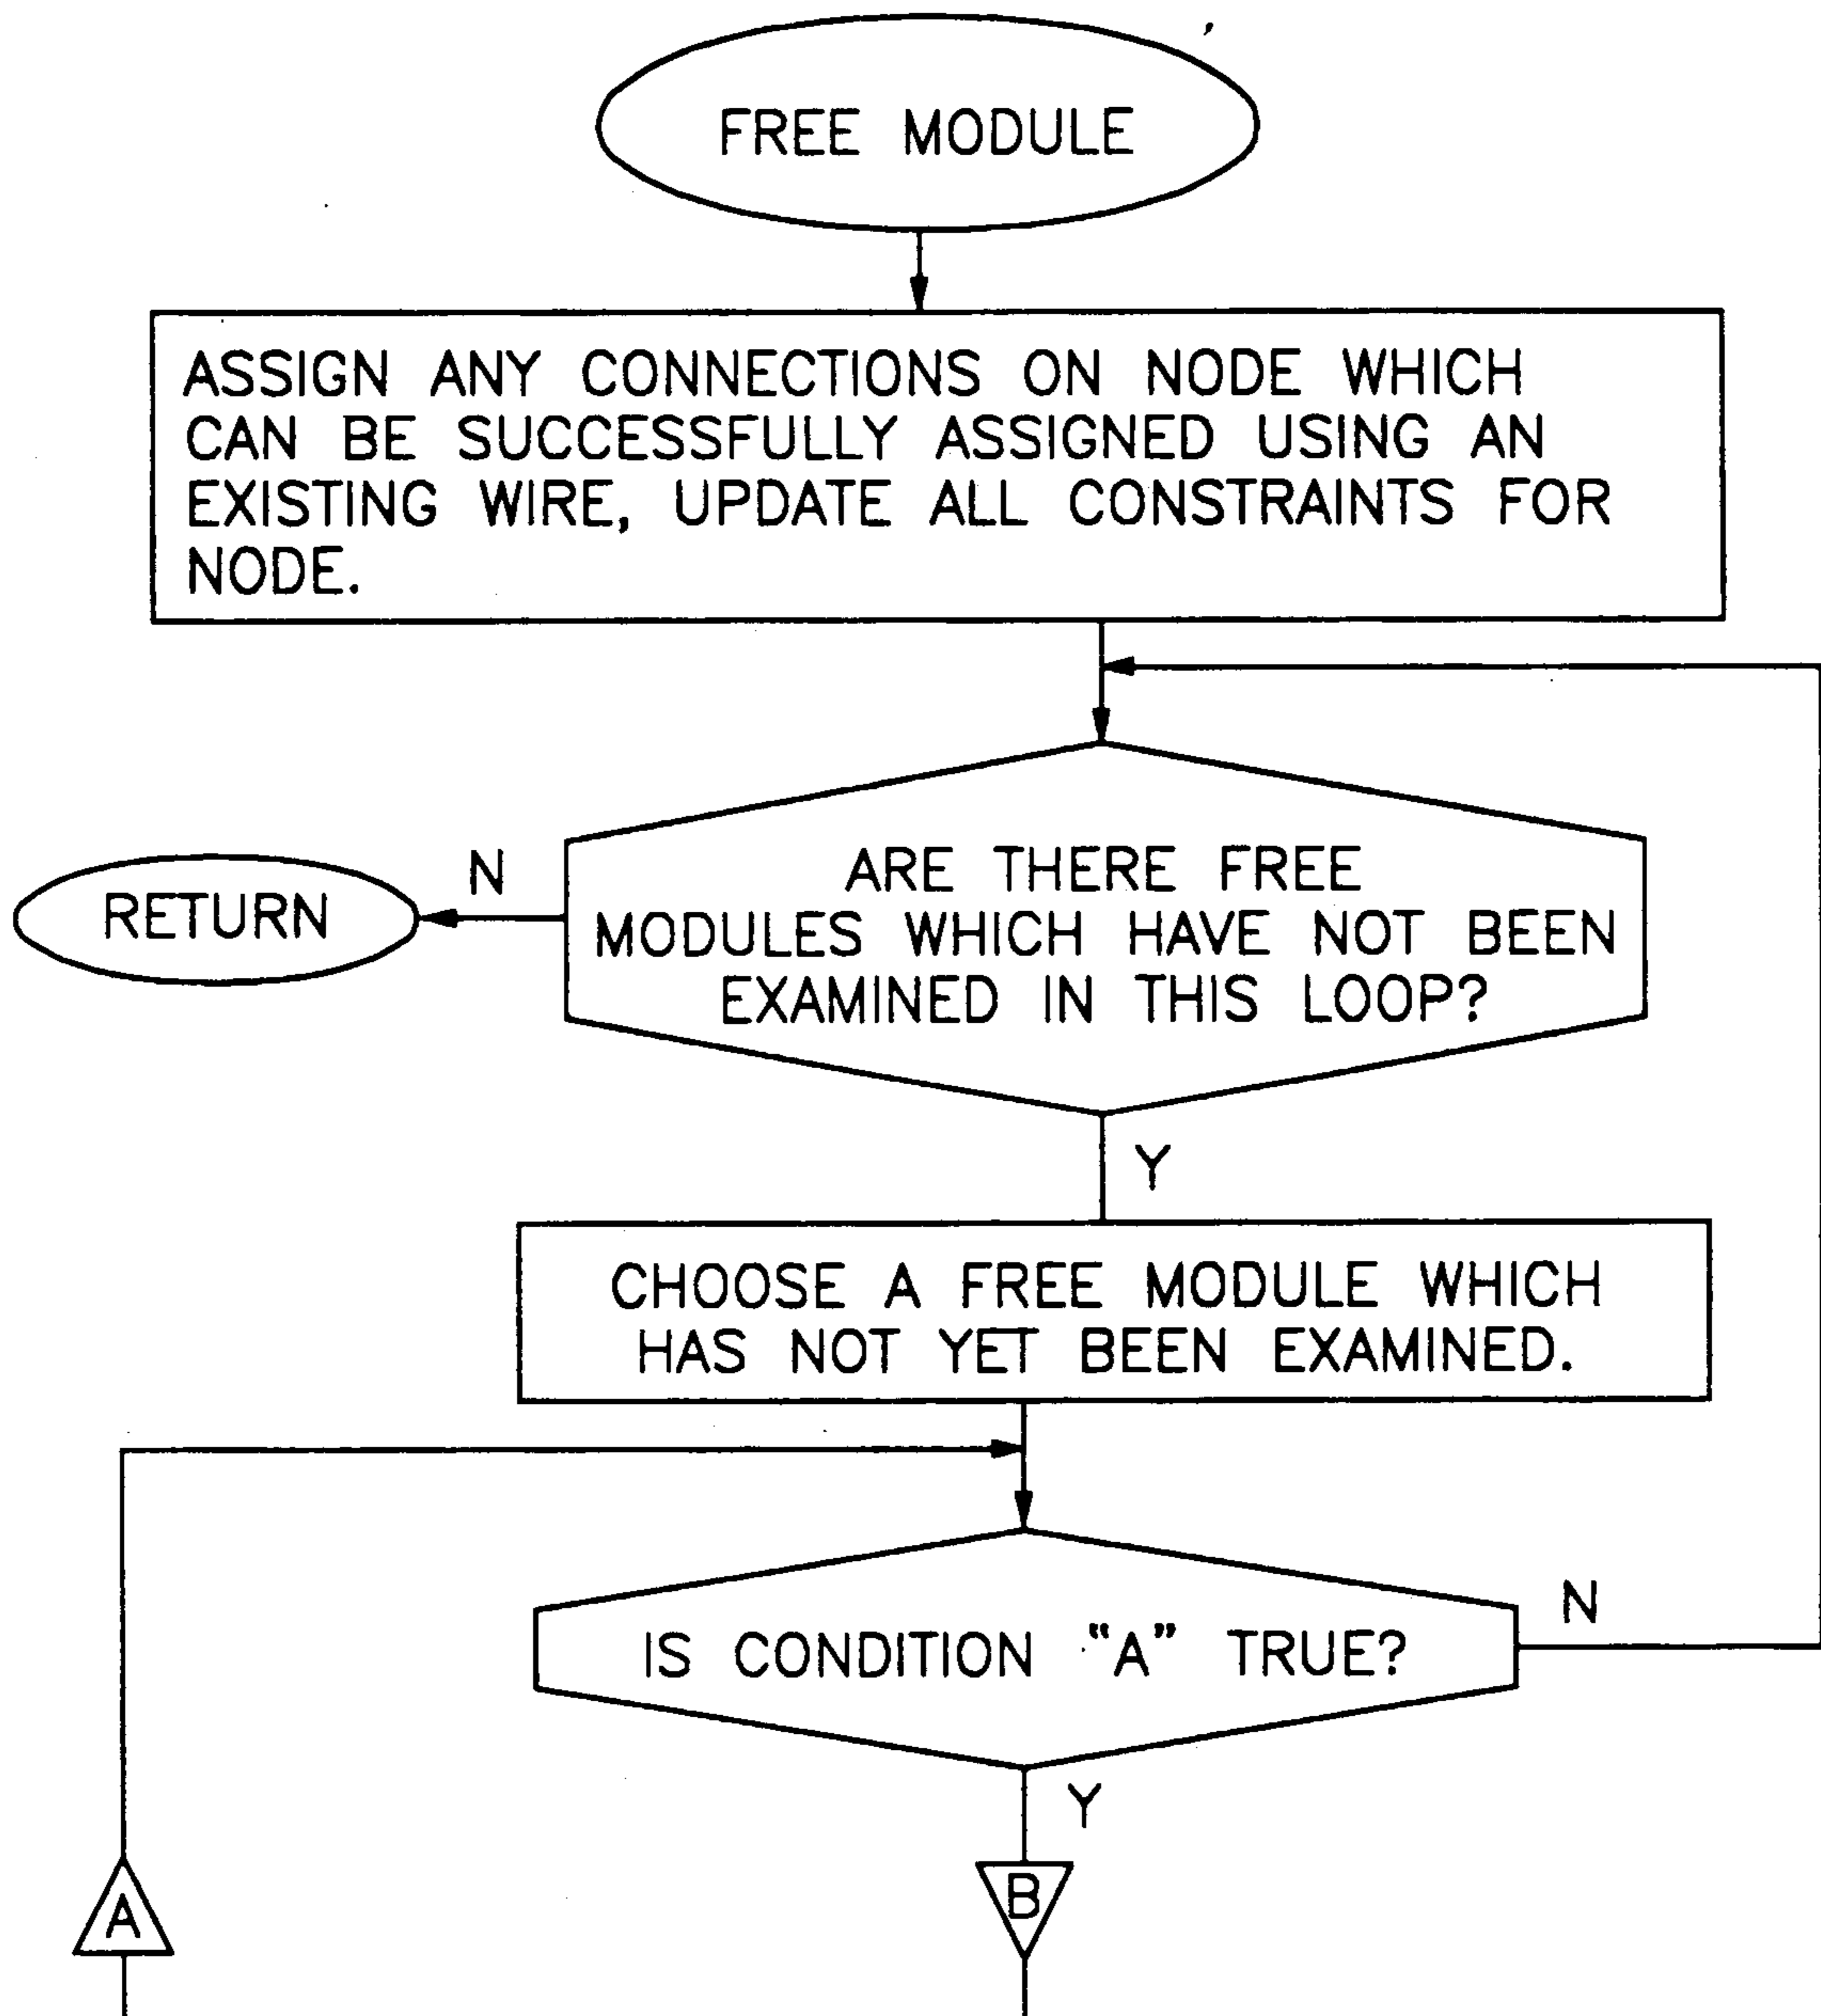 FREE MODULE
ASSIGN ANY CONNECTIONS ON NODE WHICH
CAN BE SUCCESSFULLY ASSIGNED USING AN
EXISTING WIRE, UPDATE ALL CONSTRAINTS FOR
NODE.
ARE THERE FREE
MODULES WHICH HAVE NOT BEEN
EXAMINED IN THIS LOOP?
N
RETURN
Y
CHOOSE A FREE MODULE WHICH
HAS NOT YET BEEN EXAMINED.
IS CONDITION "A" TRUE?
N
Y
A
B